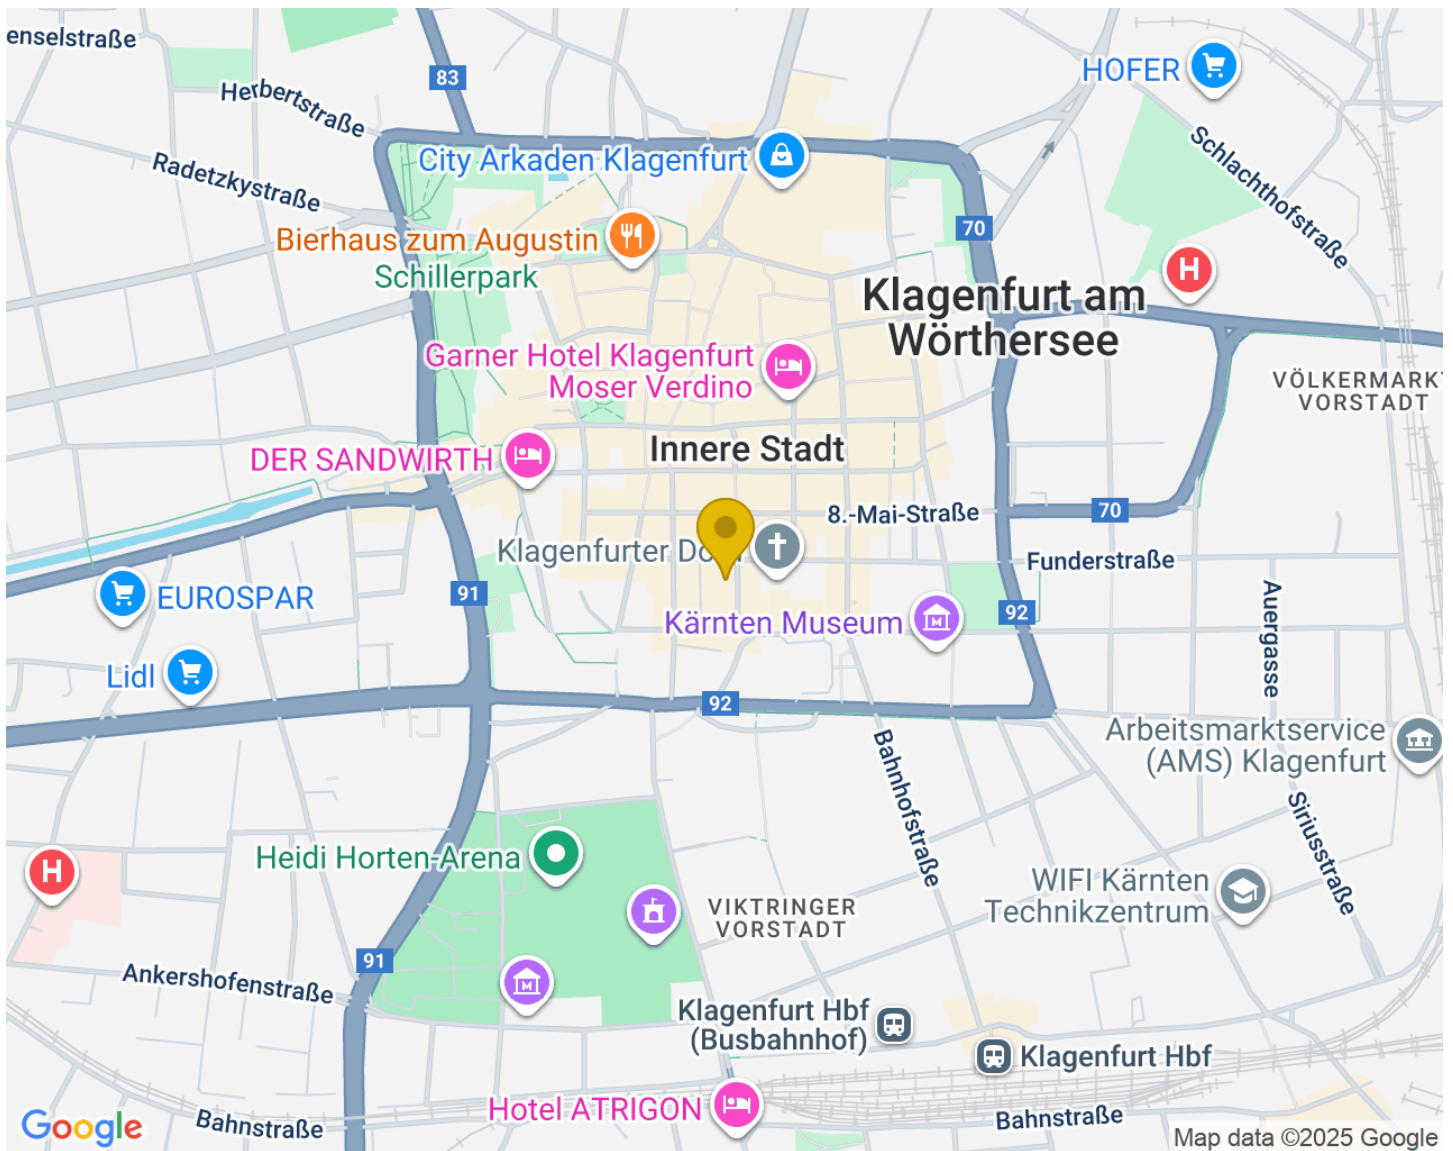 enselstraße
83
HOFER
Herbertstraße
City Arkaden Klagenfurt
Schlachthofstraße
Radetzkystraße
70
Bierhaus zum Augustin
Schillerpark
H
Klagenfurt am
Wörthersee
Garner Hotel Klagenfurt
Moser Verdino
VÖLKERMARKT
VORSTADT
Innere Stadt
DER SANDWIRTH
8.-Mai-Straße
70
Klagenfurter Dom
Funderstraße
EUROSPAR
91
Auergasse
92
Kärnten Museum
M
Lidl
92
Arbeitsmarktservice
(AMS) Klagenfurt
Bahnhofstraße
Siriusstraße
Heidi Horten-Arena
H
WIFI Kärnten
Technikzentrum
VIKTRINGER
VORSTADT
91
Ankershofenstraße
M
Klagenfurt Hbf
(Busbahnhof)
Klagenfurt Hbf
Hotel ATRIGON
Bahnstraße
Bahnstraße
Google
Map data ©2025 Google